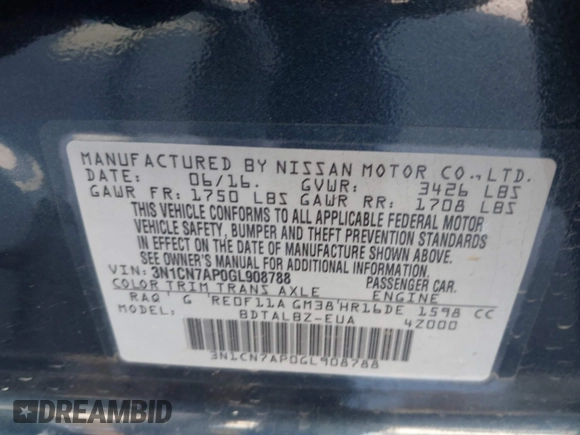 MANUFACTURED BY NISSAN MOTOR CO.,LTD.
DATE: 06/16. GVWR: 3426 LBS
GAWR FR: 1750 LBS GAWR RR: 1708 LBS
THIS VEHICLE CONFORMS TO ALL APPLICABLE FEDERAL MOTOR
VEHICLE SAFETY, BUMPER AND THEFT PREVENTION STANDARDS
IN EFFECT ON THE DATE OF MANUFACTURE SHOWN ABOVE.
SEE OWNER'S MANUAL FOR ADDITIONAL INFORMATION.
VIN: 3N1CN7AP0GL908788 PASSENGER CAR.
COLOR TRIM TRANS AXLE ENGINE
RAQ G RE0F11A GM38 HR16DE 1598 CC
MODEL: BDTALBZ-EUA 4Z000
3N1CN7AP0GL908788
DREAMBID